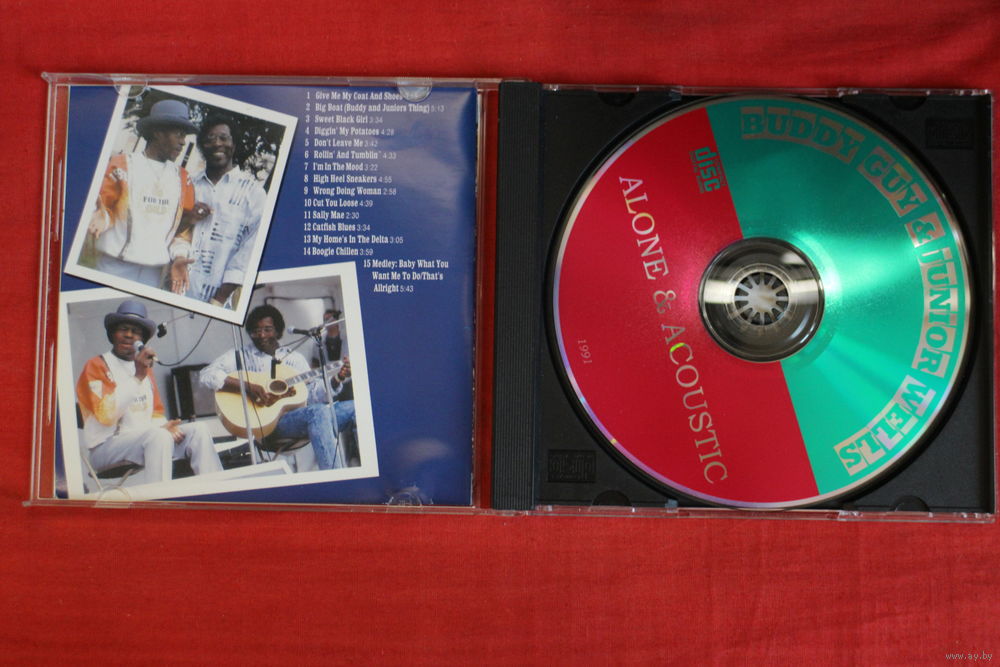 1 Give Me My Coat And Shoes
2 Big Boat (Buddy and Juniors Thing) 5:13
3 Sweet Black Girl 3:34
4 Diggin' My Potatoes 4:28
5 Don't Leave Me 3:42
6 Rollin' And Tumblin' 4:33
7 I'm In The Mood 3:22
8 High Heel Sneakers 4:55
9 Wrong Doing Woman 2:58
10 Cut You Loose 4:39
11 Sally Mae 2:30
12 Catfish Blues 3:34
13 My Home's In The Delta 3:05
14 Boogie Chillen 3:59
15 Medley: Baby What You
Want Me To Do/That's
Allright 5:43
FOR THE
BUDDY GUY & JUNIOR WELLS
disc
ALONE & ACOUSTIC
1991
www.ay.by